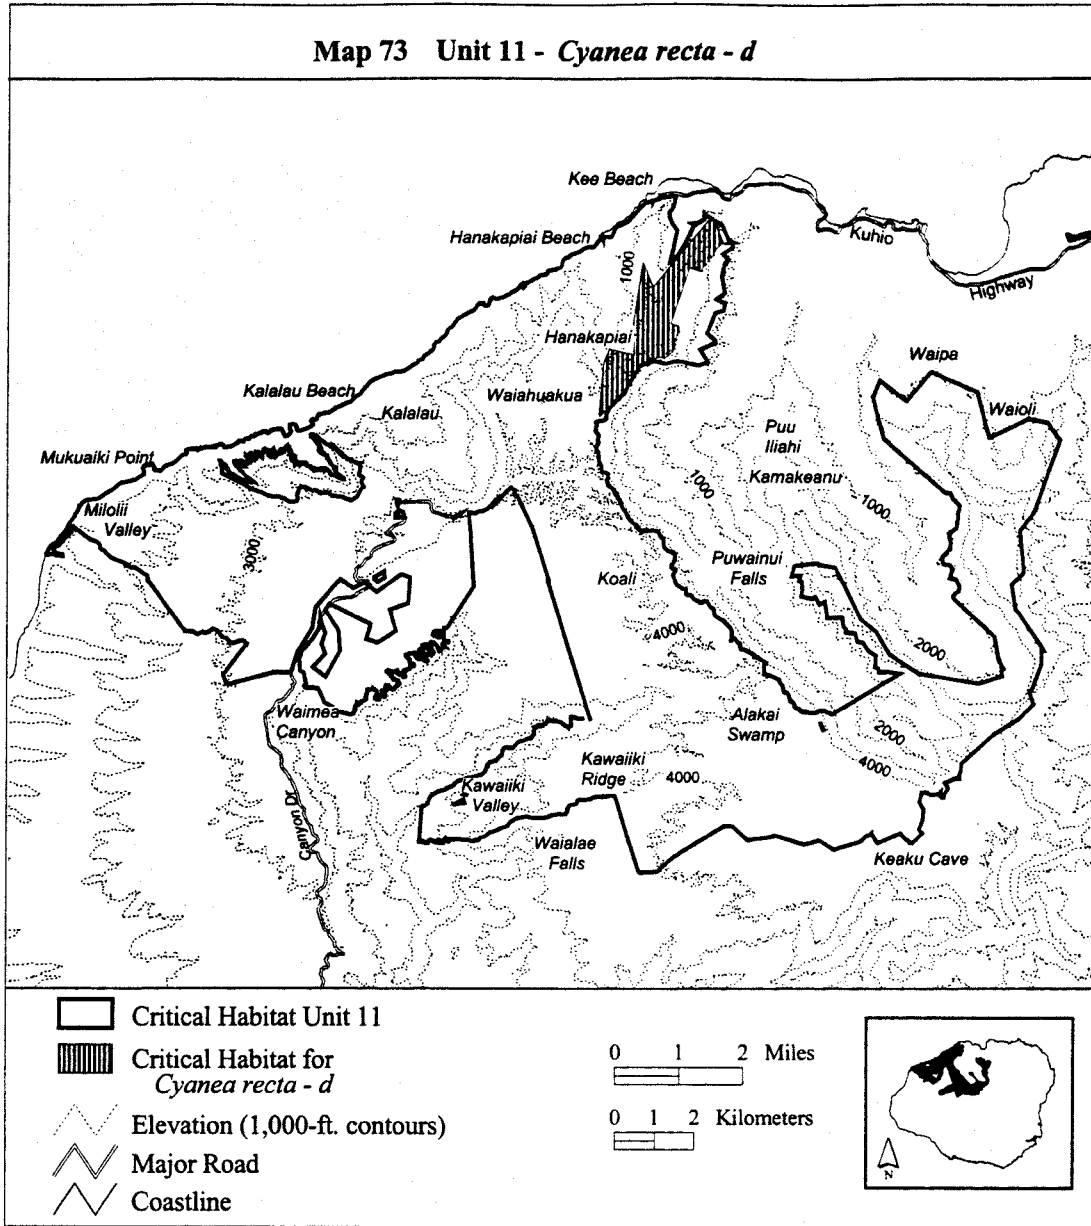 Map 73 Unit 11 - Cyanea recta - d
Kee Beach
Hanakapiai Beach
Kuhio
1000
Highway
Hanakapiai
Waipa
Kalalau Beach
Waiahuakua
Kalalau
Waioli
Puu
Iliahi
Mukuaiki Point
Kamakeanu
1000
1000
Milolii
Valley
3000
Puwainui
Falls
Koali
4000
2000
Waimea
Canyon
Alakai
Swamp
2000
Kawaiiki
Ridge
4000
4000
Kawaiiki
Valley
Canyon Dr
Waialae
Falls
Keaku Cave
Critical Habitat Unit 11
Critical Habitat for
Cyanea recta - d
Elevation (1,000-ft. contours)
Major Road
Coastline
0 1 2 Miles
0 1 2 Kilometers
N